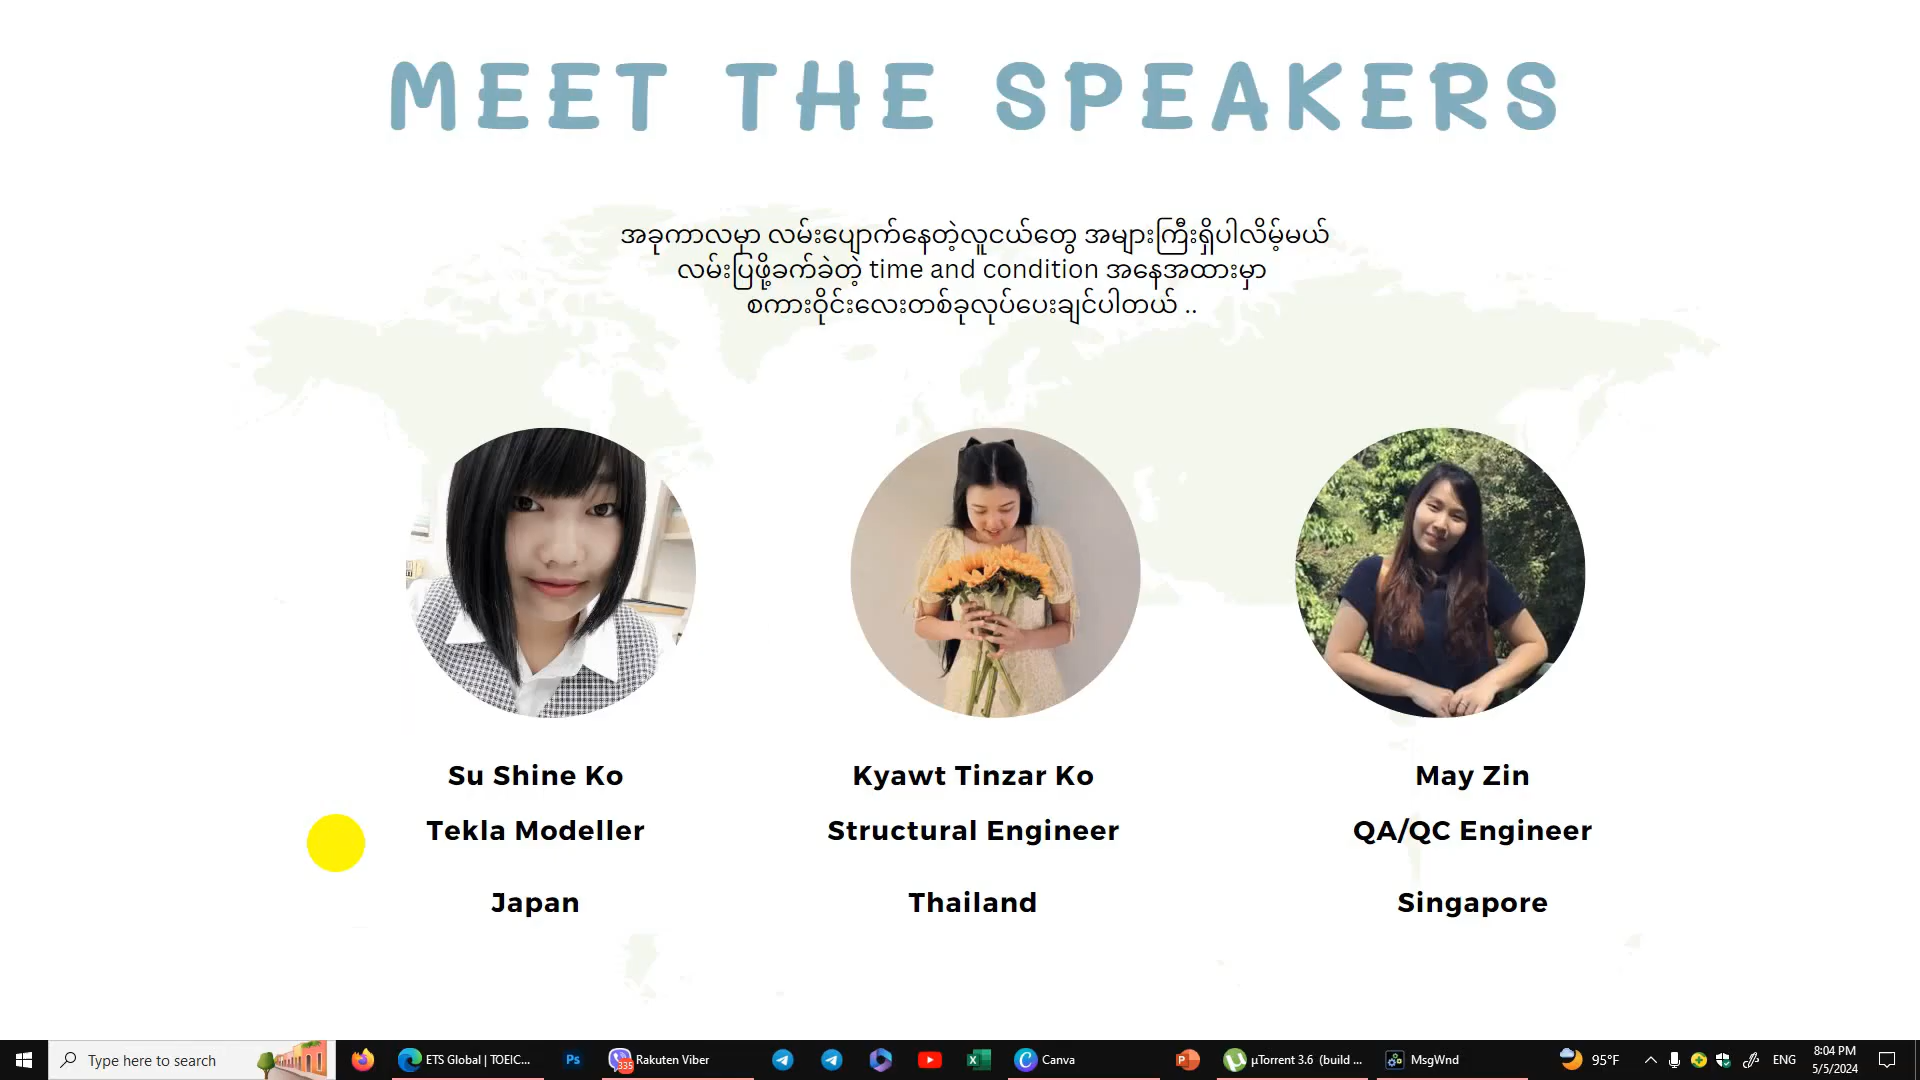 MEET THE SPEAKERS
အခုကာလမှာ လမ်းပျောက်နေတဲ့လူငယ်တွေ အများကြီးရှိပါလိမ့်မယ်
လမ်းပြဖို့ခက်ခဲတဲ့ time and condition အနေအထားမှာ
စကားဝိုင်းလေးတစ်ခုလုပ်ပေးချင်ပါတယ် ..
Su Shine Ko
Kyawt Tinzar Ko
May Zin
Tekla Modeller
Structural Engineer
QA/QC Engineer
Japan
Thailand
Singapore
Type here to search
ETS Global | TOEIC...
Ps
335
Rakuten Viber
Canva
µTorrent 3.6 (build ...
MsgWnd
95°F
ENG
8:04 PM
5/5/2024